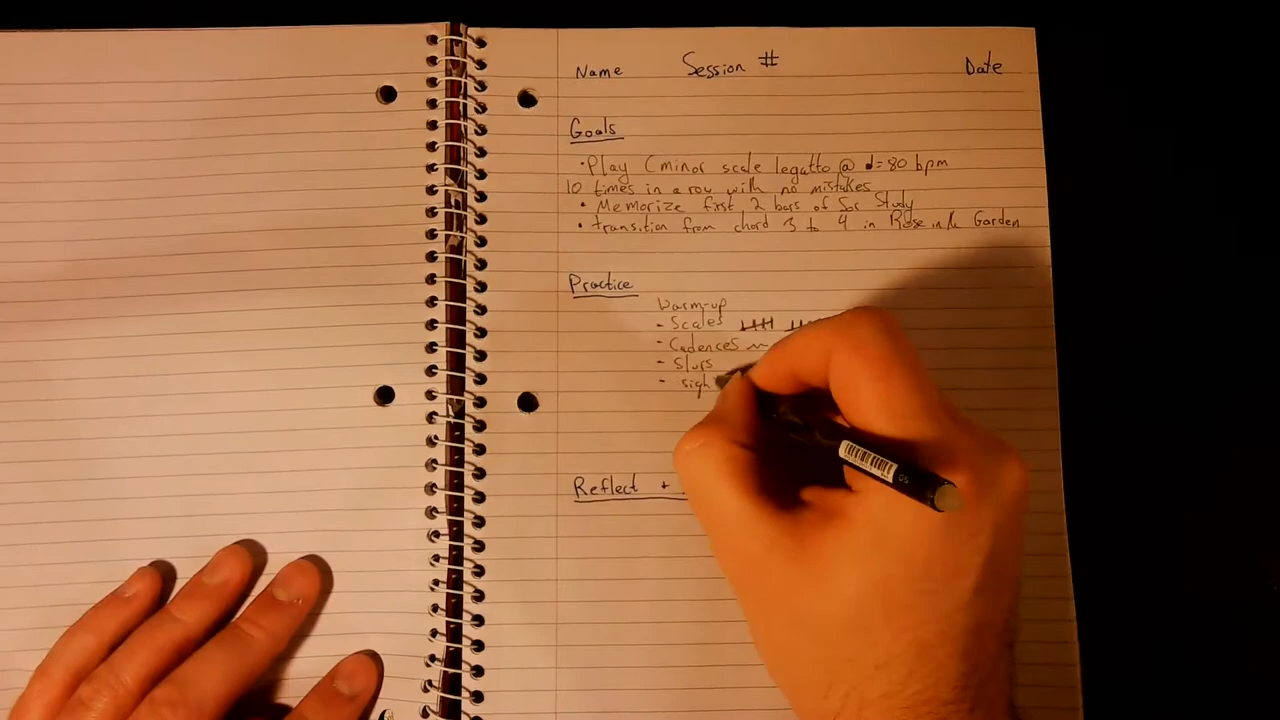 Name Session # Date
Goals
• Play C minor scale legatto @ ♩=80 bpm
10 times in a row with no mistakes
• Memorize first 2 bars of Sor Study
• transition from chord 3 to 4 in Rose in the Garden
Practice
Warm-up
- Scales
- Cadences
- Slurs
- sigh
Reflect +